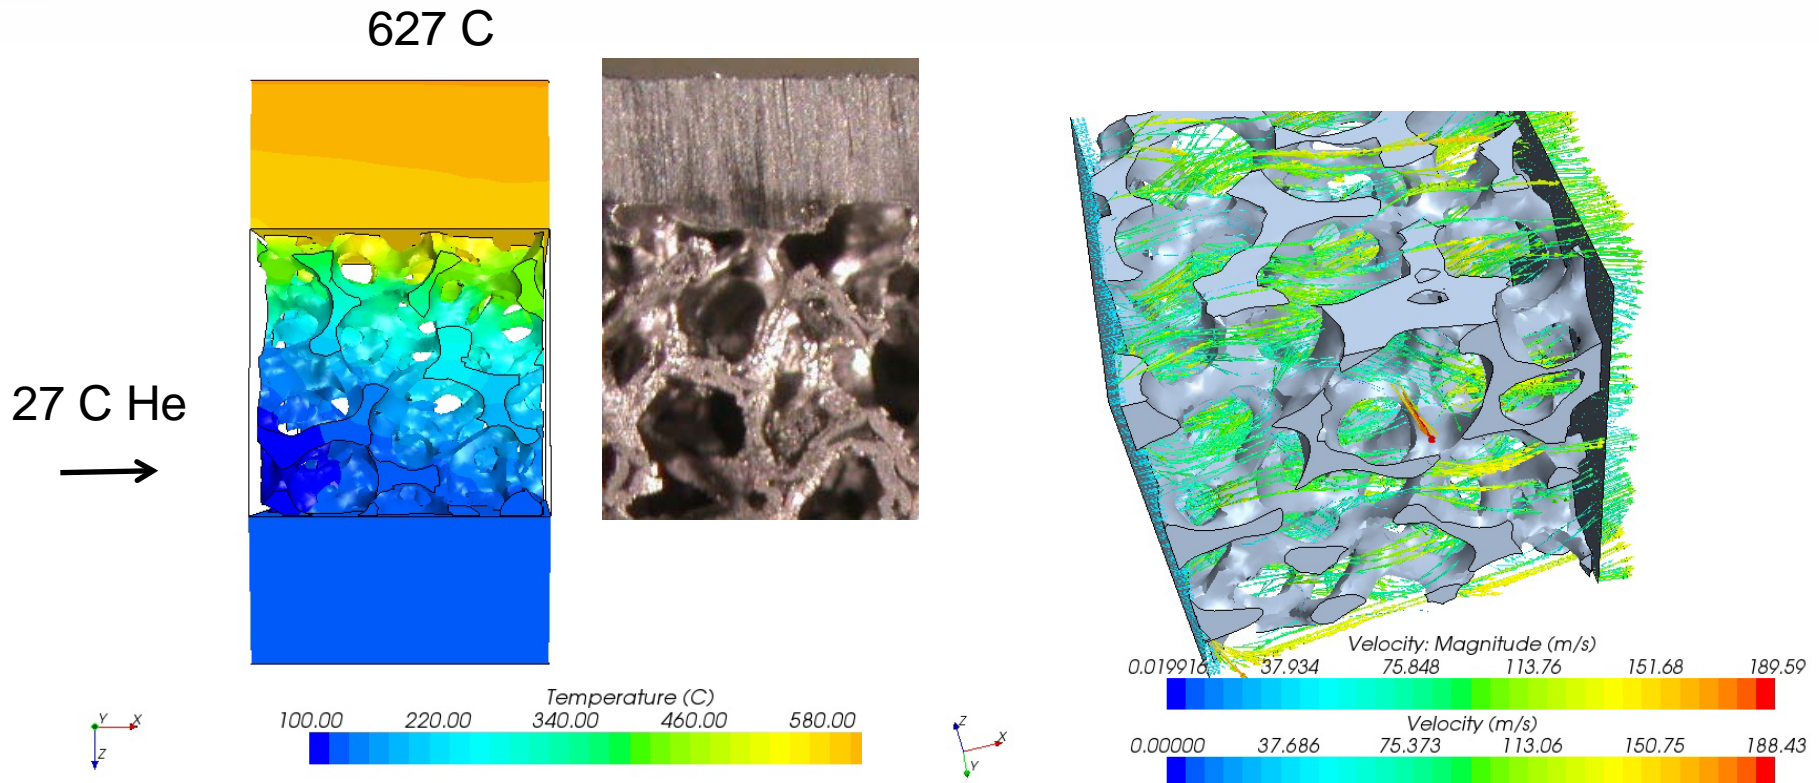 627 C
27 C He
Temperature (C)
100.00 220.00 340.00 460.00 580.00
Y X
Z
Z
X
Y
Velocity: Magnitude (m/s)
0.019916 37.934 75.848 113.76 151.68 189.59
Velocity (m/s)
0.00000 37.686 75.373 113.06 150.75 188.43